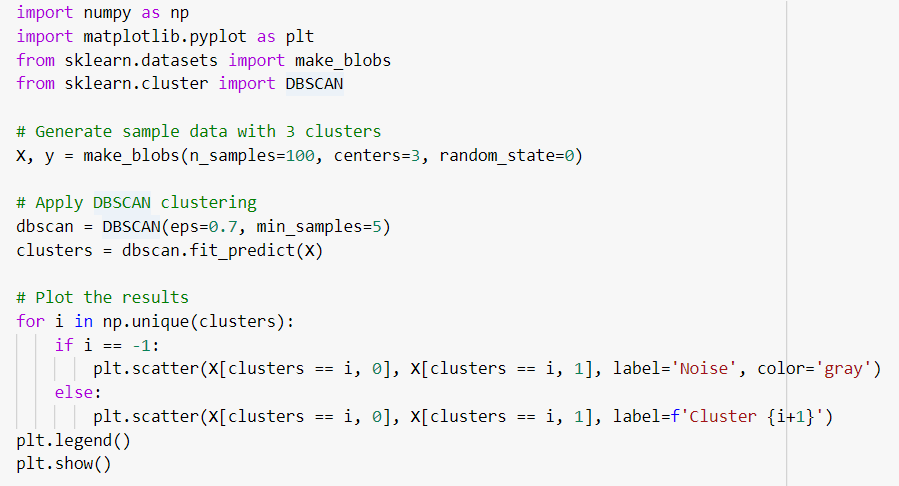 import numpy as np
import matplotlib.pyplot as plt
from sklearn.datasets import make_blobs
from sklearn.cluster import DBSCAN

# Generate sample data with 3 clusters
X, y = make_blobs(n_samples=100, centers=3, random_state=0)

# Apply DBSCAN clustering
dbscan = DBSCAN(eps=0.7, min_samples=5)
clusters = dbscan.fit_predict(X)

# Plot the results
for i in np.unique(clusters):
    if i == -1:
        plt.scatter(X[clusters == i, 0], X[clusters == i, 1], label='Noise', color='gray')
    else:
        plt.scatter(X[clusters == i, 0], X[clusters == i, 1], label=f'Cluster {i+1}')
plt.legend()
plt.show()